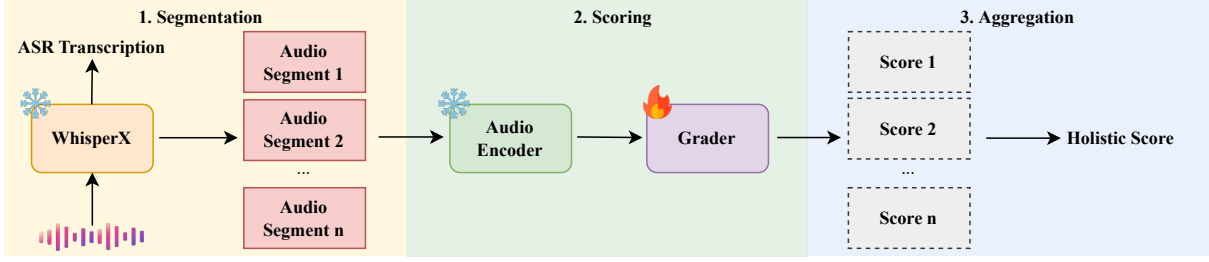 1. Segmentation
ASR Transcription
WhisperX
Audio
Segment 1
Audio
Segment 2
...
Audio
Segment n
2. Scoring
Audio
Encoder
Grader
3. Aggregation
Score 1
Score 2
...
Score n
Holistic Score